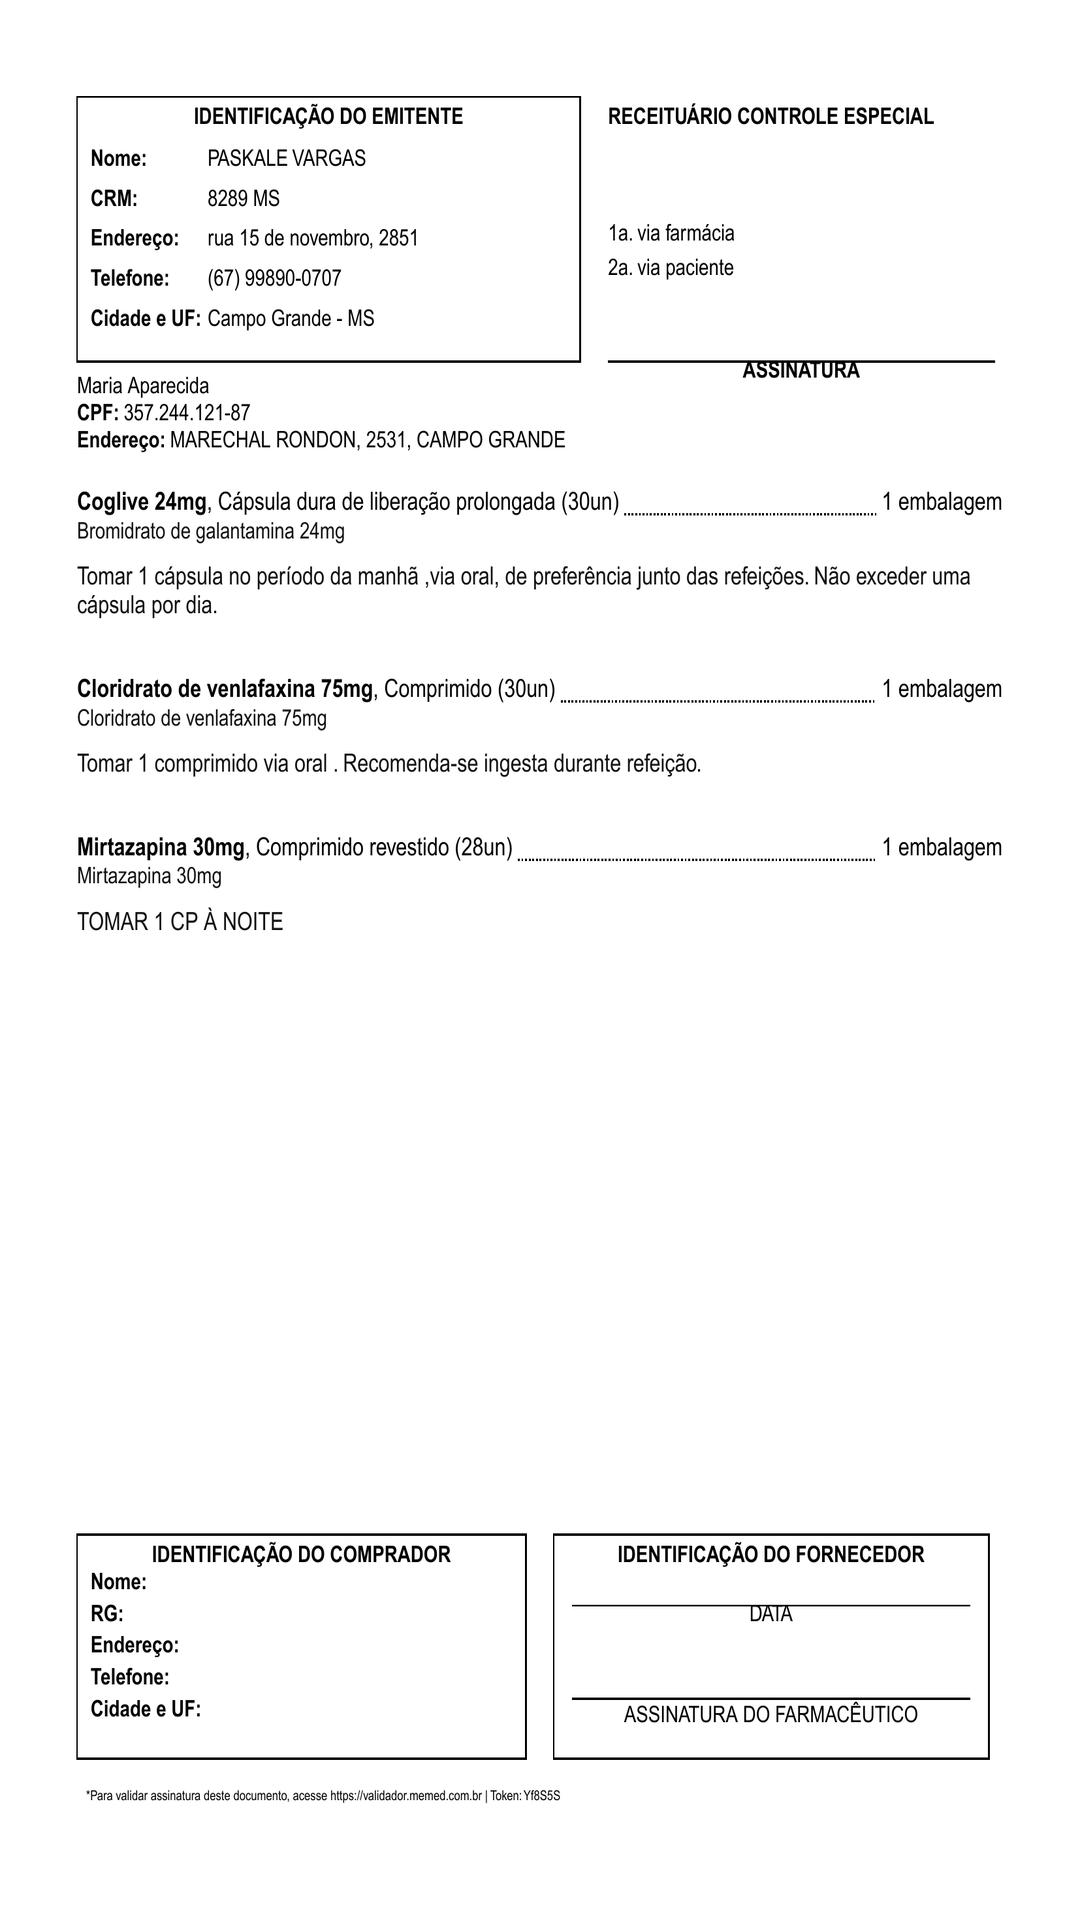 IDENTIFICAÇÃO DO EMITENTE
Nome: PASKALE VARGAS
CRM: 8289 MS
Endereço: rua 15 de novembro, 2851
Telefone: (67) 99890-0707
Cidade e UF: Campo Grande - MS
RECEITUÁRIO CONTROLE ESPECIAL
1a. via farmácia
2a. via paciente
ASSINATURA
Maria Aparecida
CPF: 357.244.121-87
Endereço: MARECHAL RONDON, 2531, CAMPO GRANDE
Coglive 24mg, Cápsula dura de liberação prolongada (30un) 1 embalagem
Bromidrato de galantamina 24mg
Tomar 1 cápsula no período da manhã ,via oral, de preferência junto das refeições. Não exceder uma
cápsula por dia.
Cloridrato de venlafaxina 75mg, Comprimido (30un) 1 embalagem
Cloridrato de venlafaxina 75mg
Tomar 1 comprimido via oral . Recomenda-se ingesta durante refeição.
Mirtazapina 30mg, Comprimido revestido (28un) 1 embalagem
Mirtazapina 30mg
TOMAR 1 CP À NOITE
IDENTIFICAÇÃO DO COMPRADOR
Nome:
RG:
Endereço:
Telefone:
Cidade e UF:
IDENTIFICAÇÃO DO FORNECEDOR
DATA
ASSINATURA DO FARMACÊUTICO
*Para validar assinatura deste documento, acesse https://validador.memed.com.br | Token: Yf8S5S